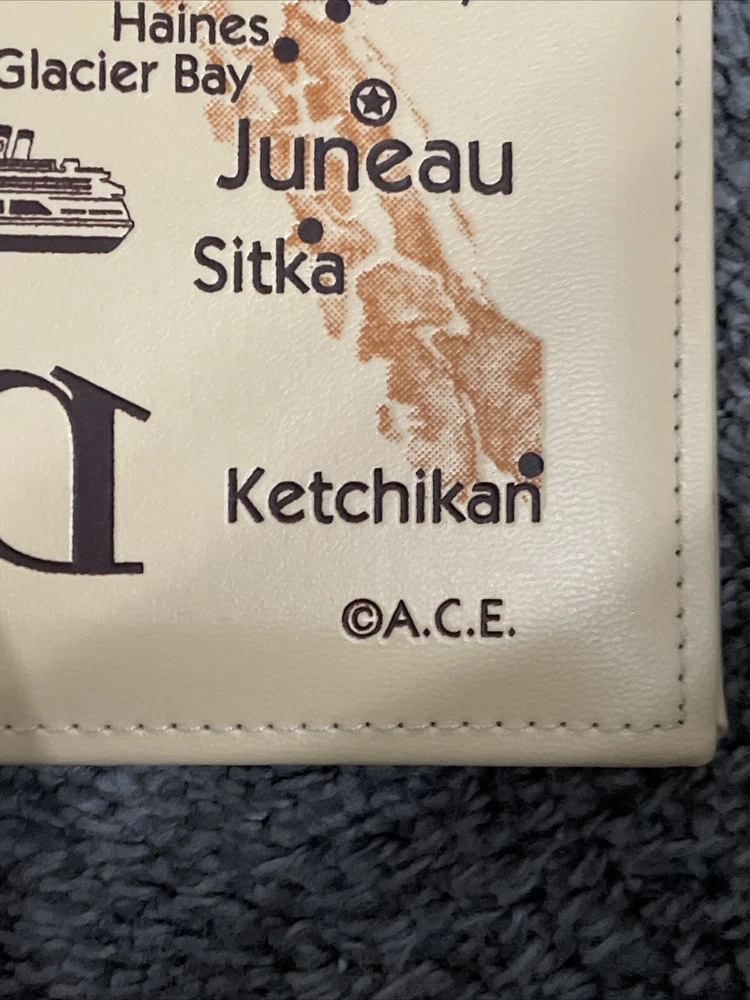 Haines
Glacier Bay
Juneau
Sitka
Ketchikan
©A.C.E.